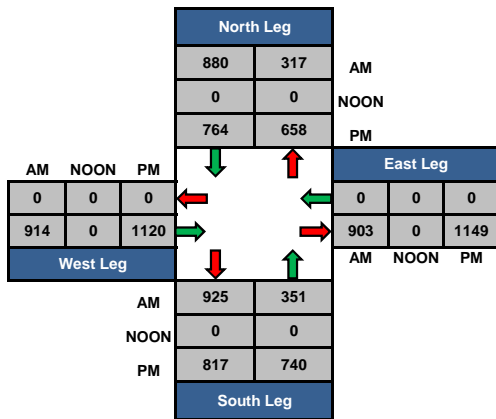 North Leg
880 317 AM
0 0 NOON
764 658 PM
AM NOON PM East Leg
0 0 0 0 0 0
914 0 1120 903 0 1149
West Leg AM NOON PM
AM 925 351
NOON 0 0
PM 817 740
South Leg